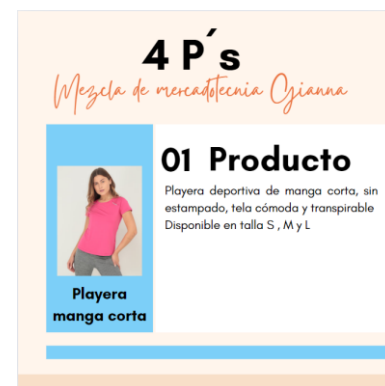 4 P´s
Mezcla de mercadotecnia Gianna
01 Producto
Playera deportiva de manga corta, sin
estampado, tela cómoda y transpirable
Disponible en talla S , M y L
Playera
manga corta